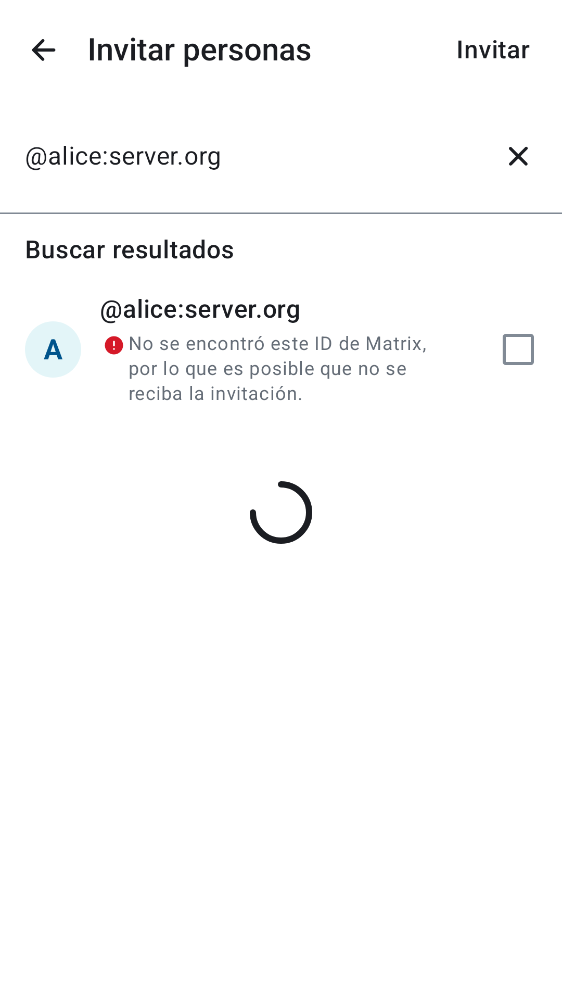 Invitar personas
Invitar
@alice:server.org
Buscar resultados
A
@alice:server.org
No se encontró este ID de Matrix,
por lo que es posible que no se
reciba la invitación.